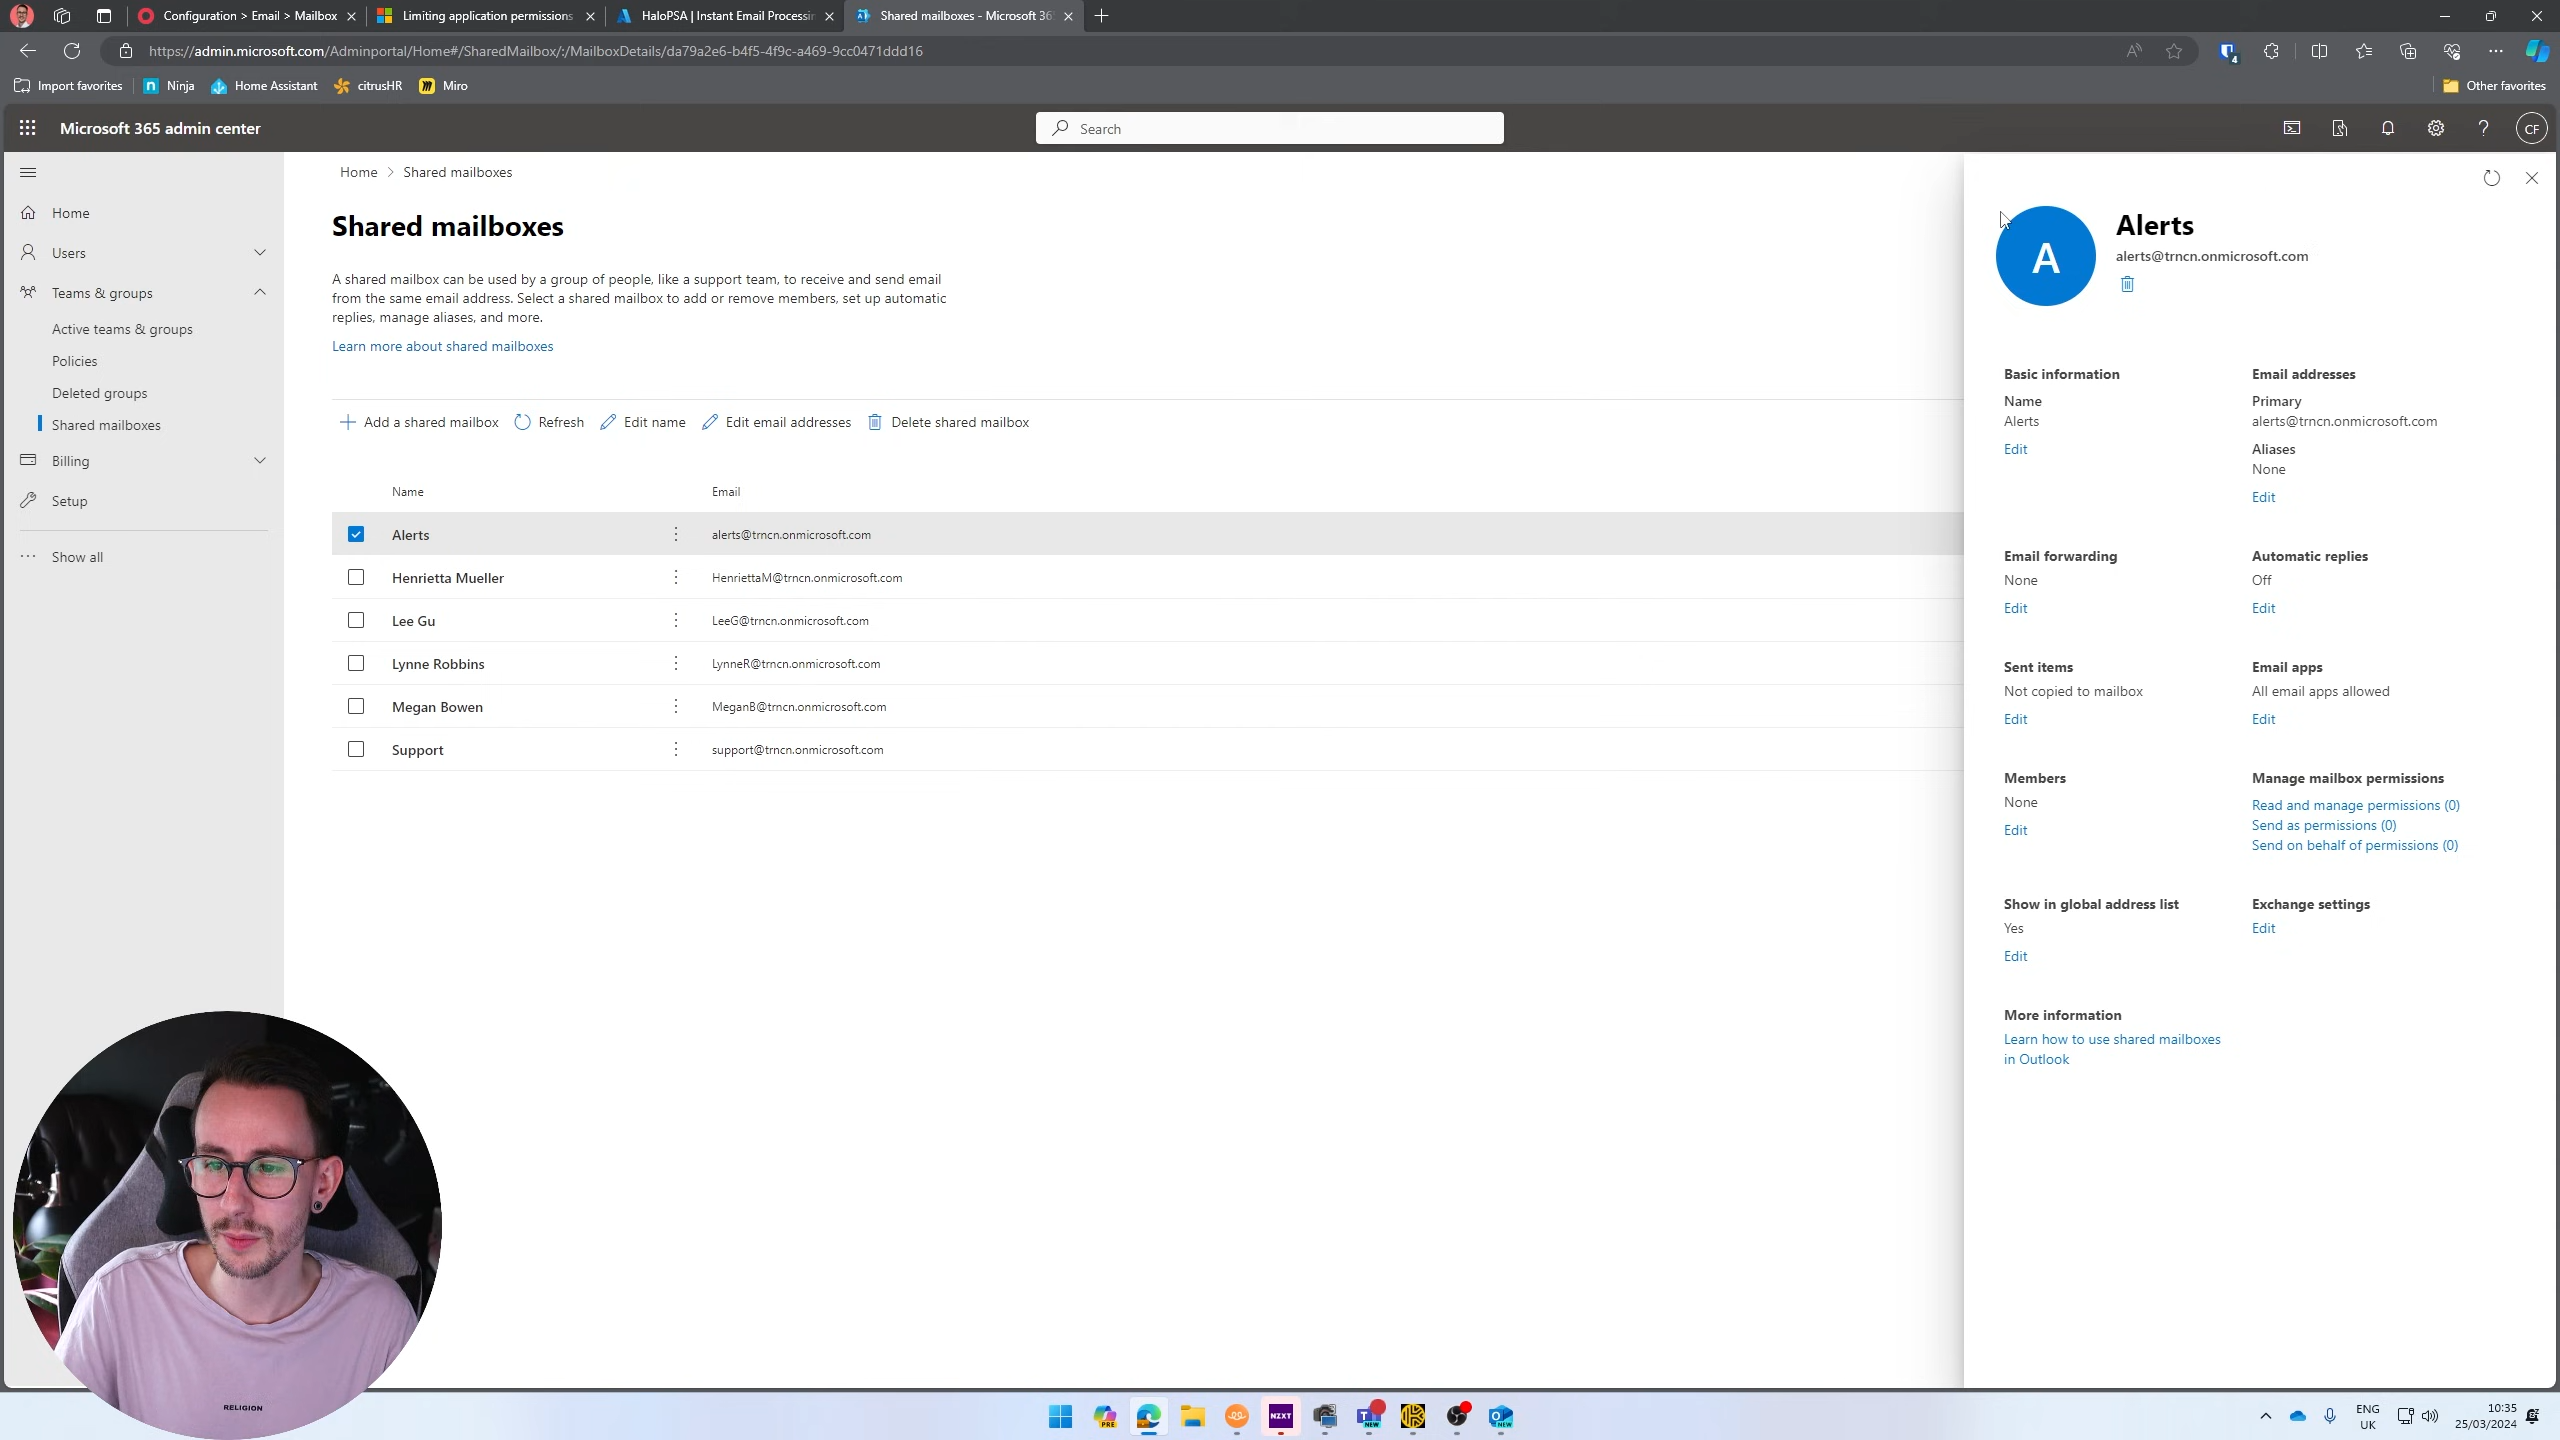 Configuration > Email > Mailbox
Limiting application permissions
HaloPSA | Instant Email Processin
Shared mailboxes - Microsoft 36
https://admin.microsoft.com/Adminportal/Home#/SharedMailbox/:/MailboxDetails/da79a2e6-b4f5-4f9c-a469-9cc0471ddd16
4
Import favorites
Ninja
Home Assistant
citrusHR
Miro
Other favorites
Microsoft 365 admin center
Search
CF
Home
Users
Teams & groups
Active teams & groups
Policies
Deleted groups
Shared mailboxes
Billing
Setup
Show all
Home > Shared mailboxes
Shared mailboxes
A shared mailbox can be used by a group of people, like a support team, to receive and send email
from the same email address. Select a shared mailbox to add or remove members, set up automatic
replies, manage aliases, and more.
Learn more about shared mailboxes
Add a shared mailbox Refresh Edit name Edit email addresses Delete shared mailbox
Name Email
Alerts alerts@trncn.onmicrosoft.com
Henrietta Mueller HenriettaM@trncn.onmicrosoft.com
Lee Gu LeeG@trncn.onmicrosoft.com
Lynne Robbins LynneR@trncn.onmicrosoft.com
Megan Bowen MeganB@trncn.onmicrosoft.com
Support support@trncn.onmicrosoft.com
A
Alerts
alerts@trncn.onmicrosoft.com
Basic information
Name
Alerts
Edit
Email addresses
Primary
alerts@trncn.onmicrosoft.com
Aliases
None
Edit
Email forwarding
None
Edit
Automatic replies
Off
Edit
Sent items
Not copied to mailbox
Edit
Email apps
All email apps allowed
Edit
Members
None
Edit
Manage mailbox permissions
Read and manage permissions (0)
Send as permissions (0)
Send on behalf of permissions (0)
Show in global address list
Yes
Edit
Exchange settings
Edit
More information
Learn how to use shared mailboxes
in Outlook
RELIGION
PRE
NZXT
NEW
NEW
ENG
UK
10:35
25/03/2024